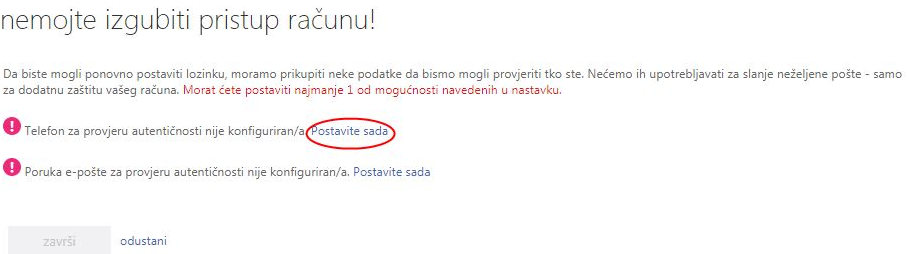 nemojte izgubiti pristup računu!
Da biste mogli ponovno postaviti lozinku, moramo prikupiti neke podatke da bismo mogli provjeriti tko ste. Nećemo ih upotrebljavati za slanje neželjene pošte - samo
za dodatnu zaštitu vašeg računa. Morat ćete postaviti najmanje 1 od mogućnosti navedenih u nastavku.
! Telefon za provjeru autentičnosti nije konfiguriran/a. Postavite sada
! Poruka e-pošte za provjeru autentičnosti nije konfiguriran/a. Postavite sada
završi odustani